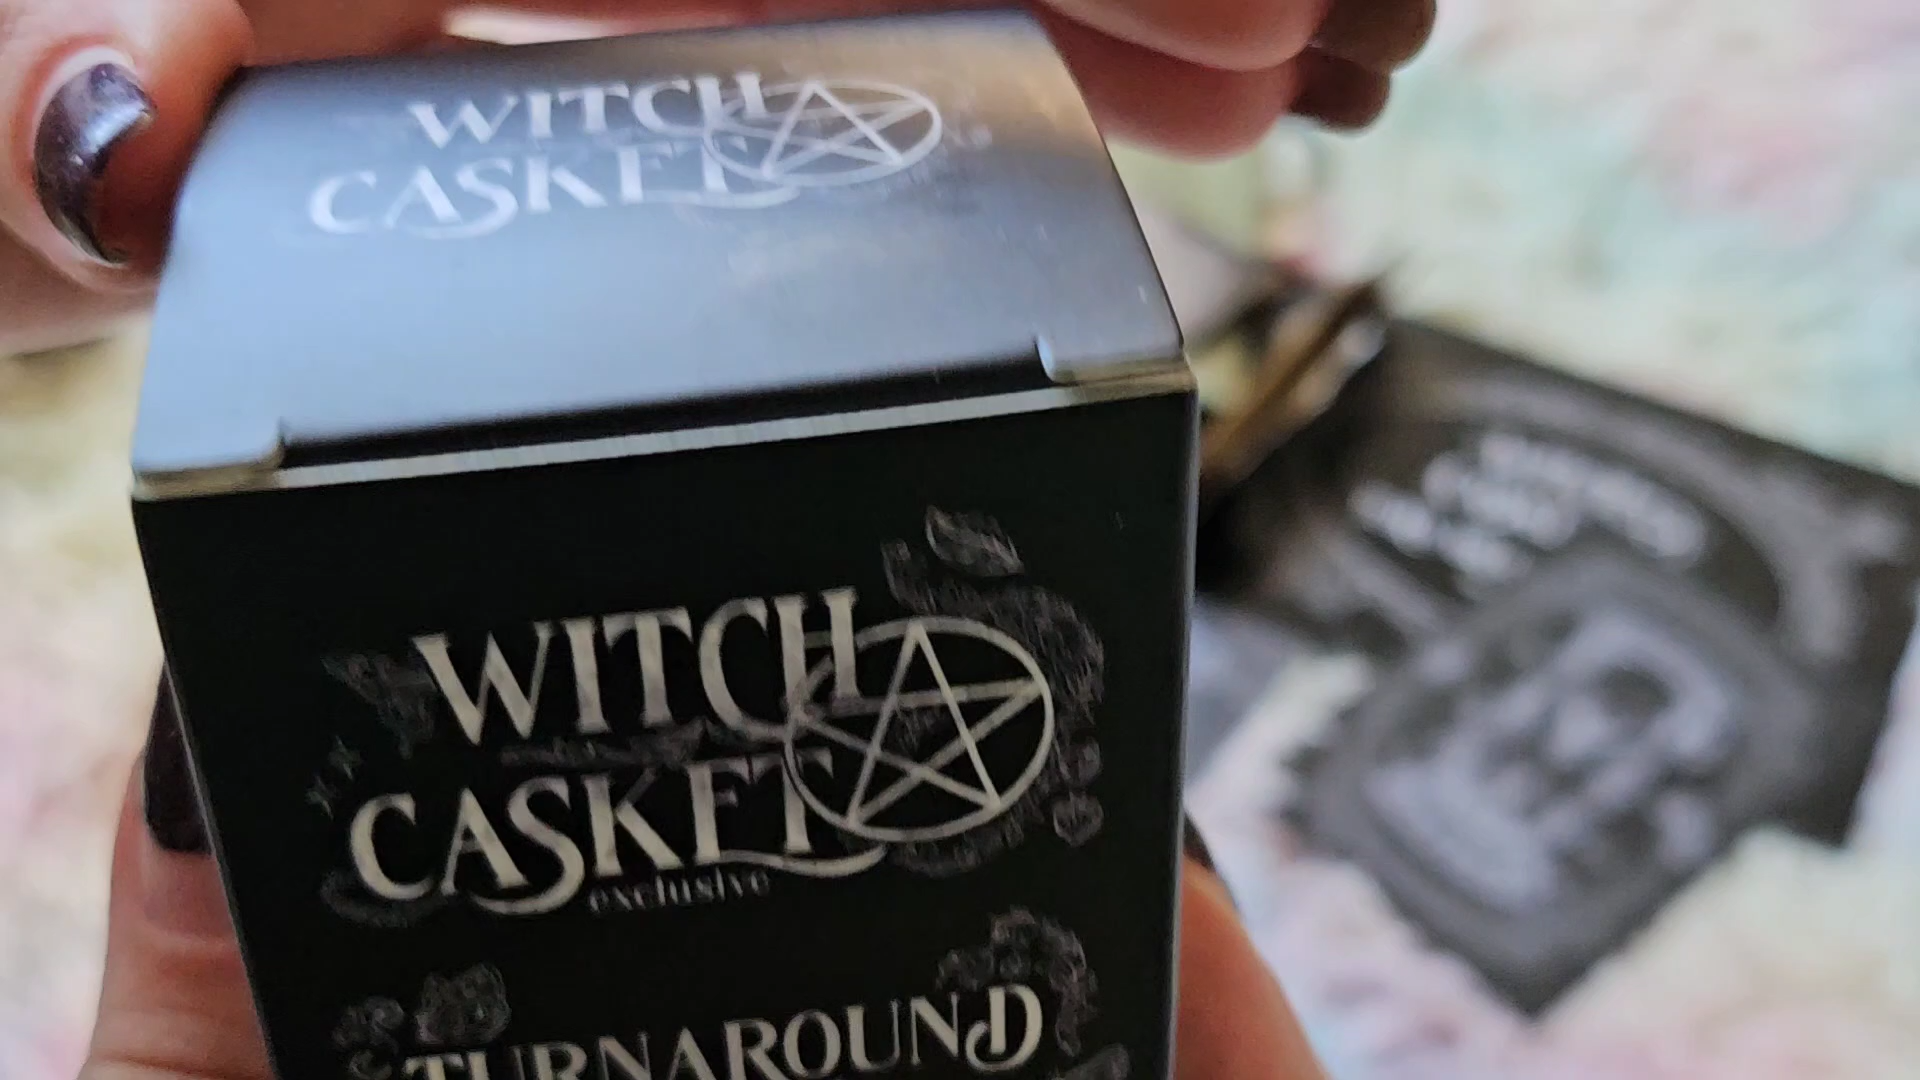 WITCH
CASKET
WITCH
CASKET
exclusive
TURNAROUND